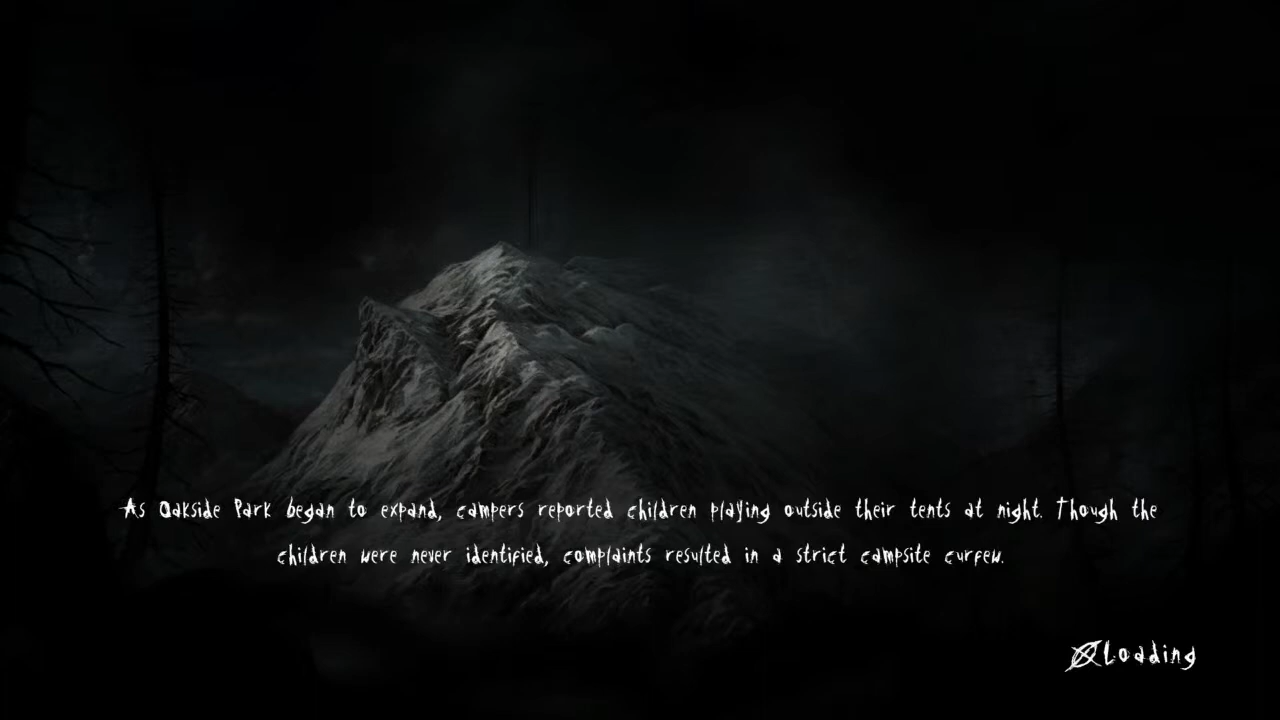 As Oakside Park began to expand, campers reported children playing outside their tents at night. Though the
children were never identified, complaints resulted in a strict campsite curfew.
Loading